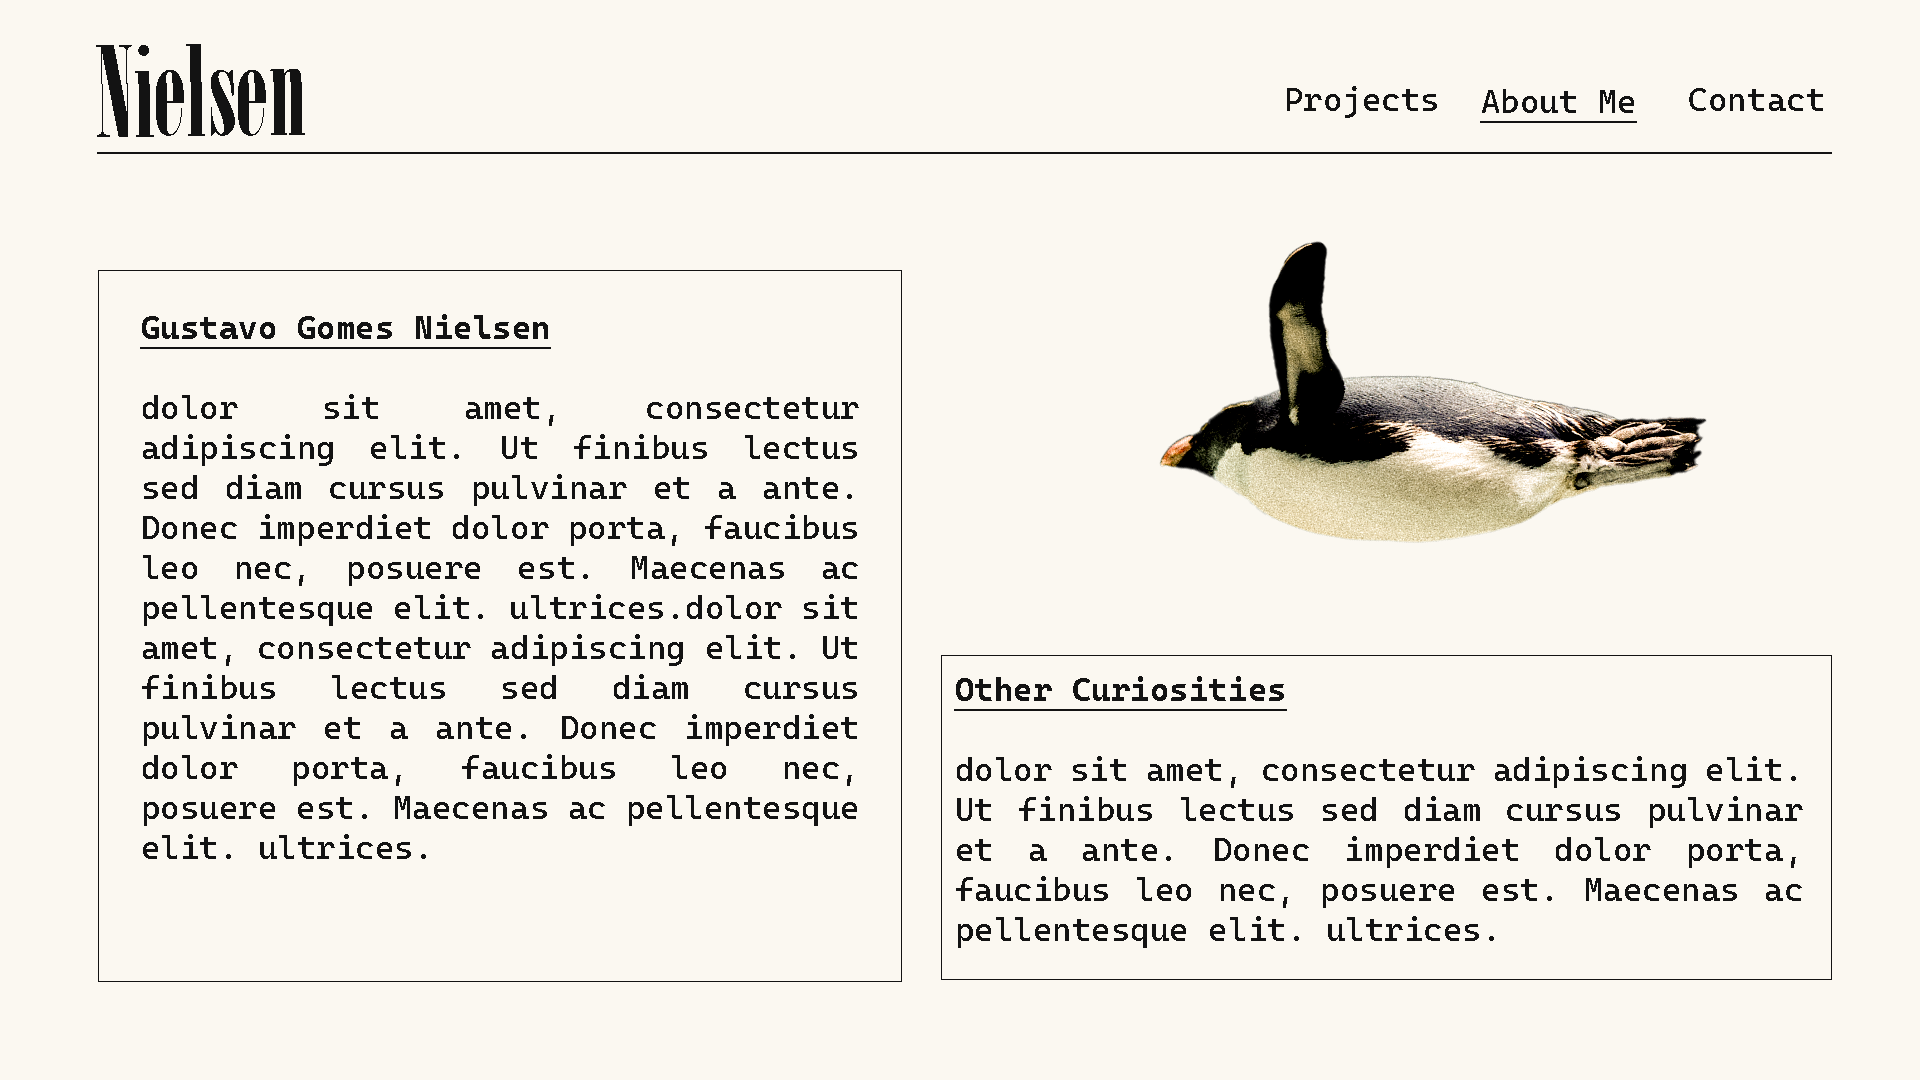 Nielsen
Projects About Me Contact
Gustavo Gomes Nielsen
dolor sit amet, consectetur
adipiscing elit. Ut finibus lectus
sed diam cursus pulvinar et a ante.
Donec imperdiet dolor porta, faucibus
leo nec, posuere est. Maecenas ac
pellentesque elit. ultrices.dolor sit
amet, consectetur adipiscing elit. Ut
finibus lectus sed diam cursus
pulvinar et a ante. Donec imperdiet
dolor porta, faucibus leo nec,
posuere est. Maecenas ac pellentesque
elit. ultrices.
Other Curiosities
dolor sit amet, consectetur adipiscing elit.
Ut finibus lectus sed diam cursus pulvinar
et a ante. Donec imperdiet dolor porta,
faucibus leo nec, posuere est. Maecenas ac
pellentesque elit. ultrices.